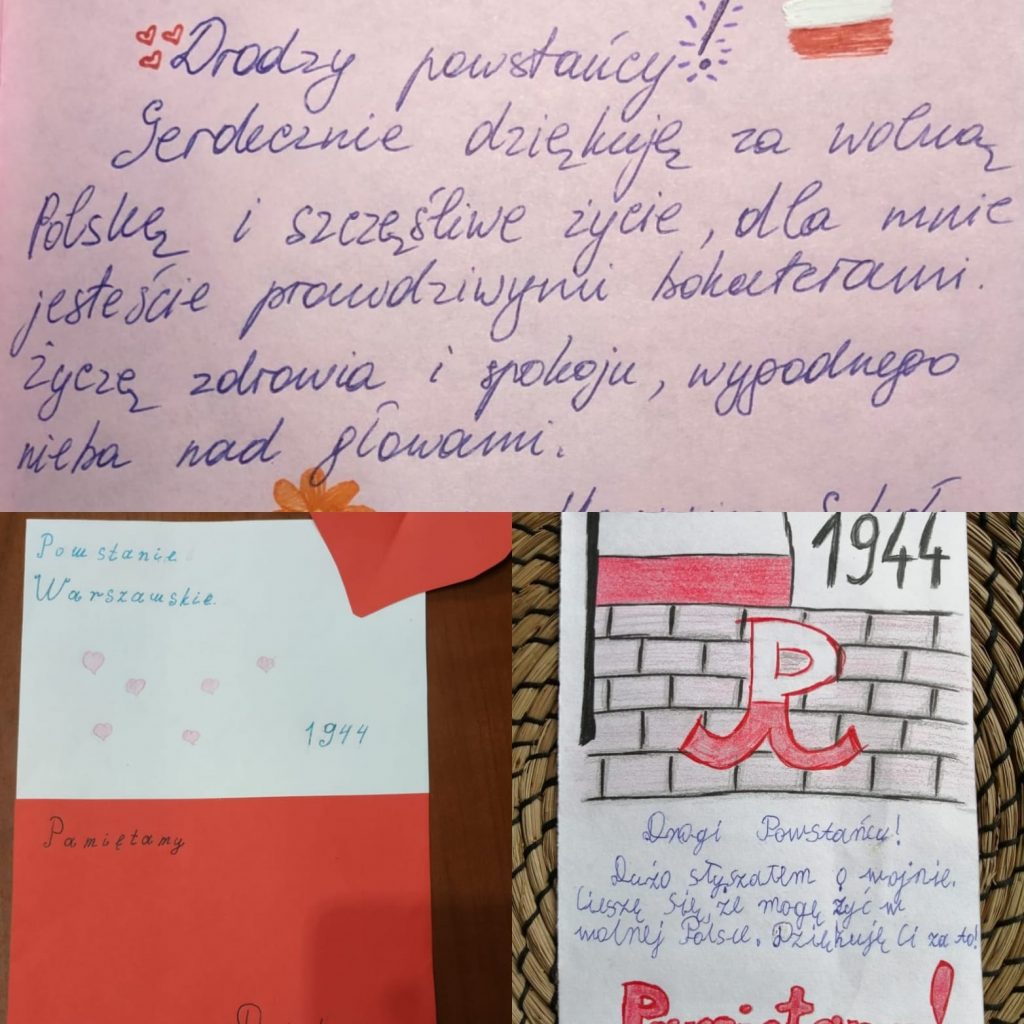 Drodzy powstańcy!
Serdecznie dziękuję za wolną
Polskę i szczęśliwe życie, dla mnie
jesteście prawdziwymi bohaterami.
Życzę zdrowia i spokoju, wygodnego
nieba nad głowami.
Powstanie
Warszawskie.
1944
Pamiętamy
1944
Drogi Powstańcy!
Dużo słyszałem o wojnie.
Cieszę się, że mogę żyć w
wolnej Polsce. Dziękuję Ci za to!